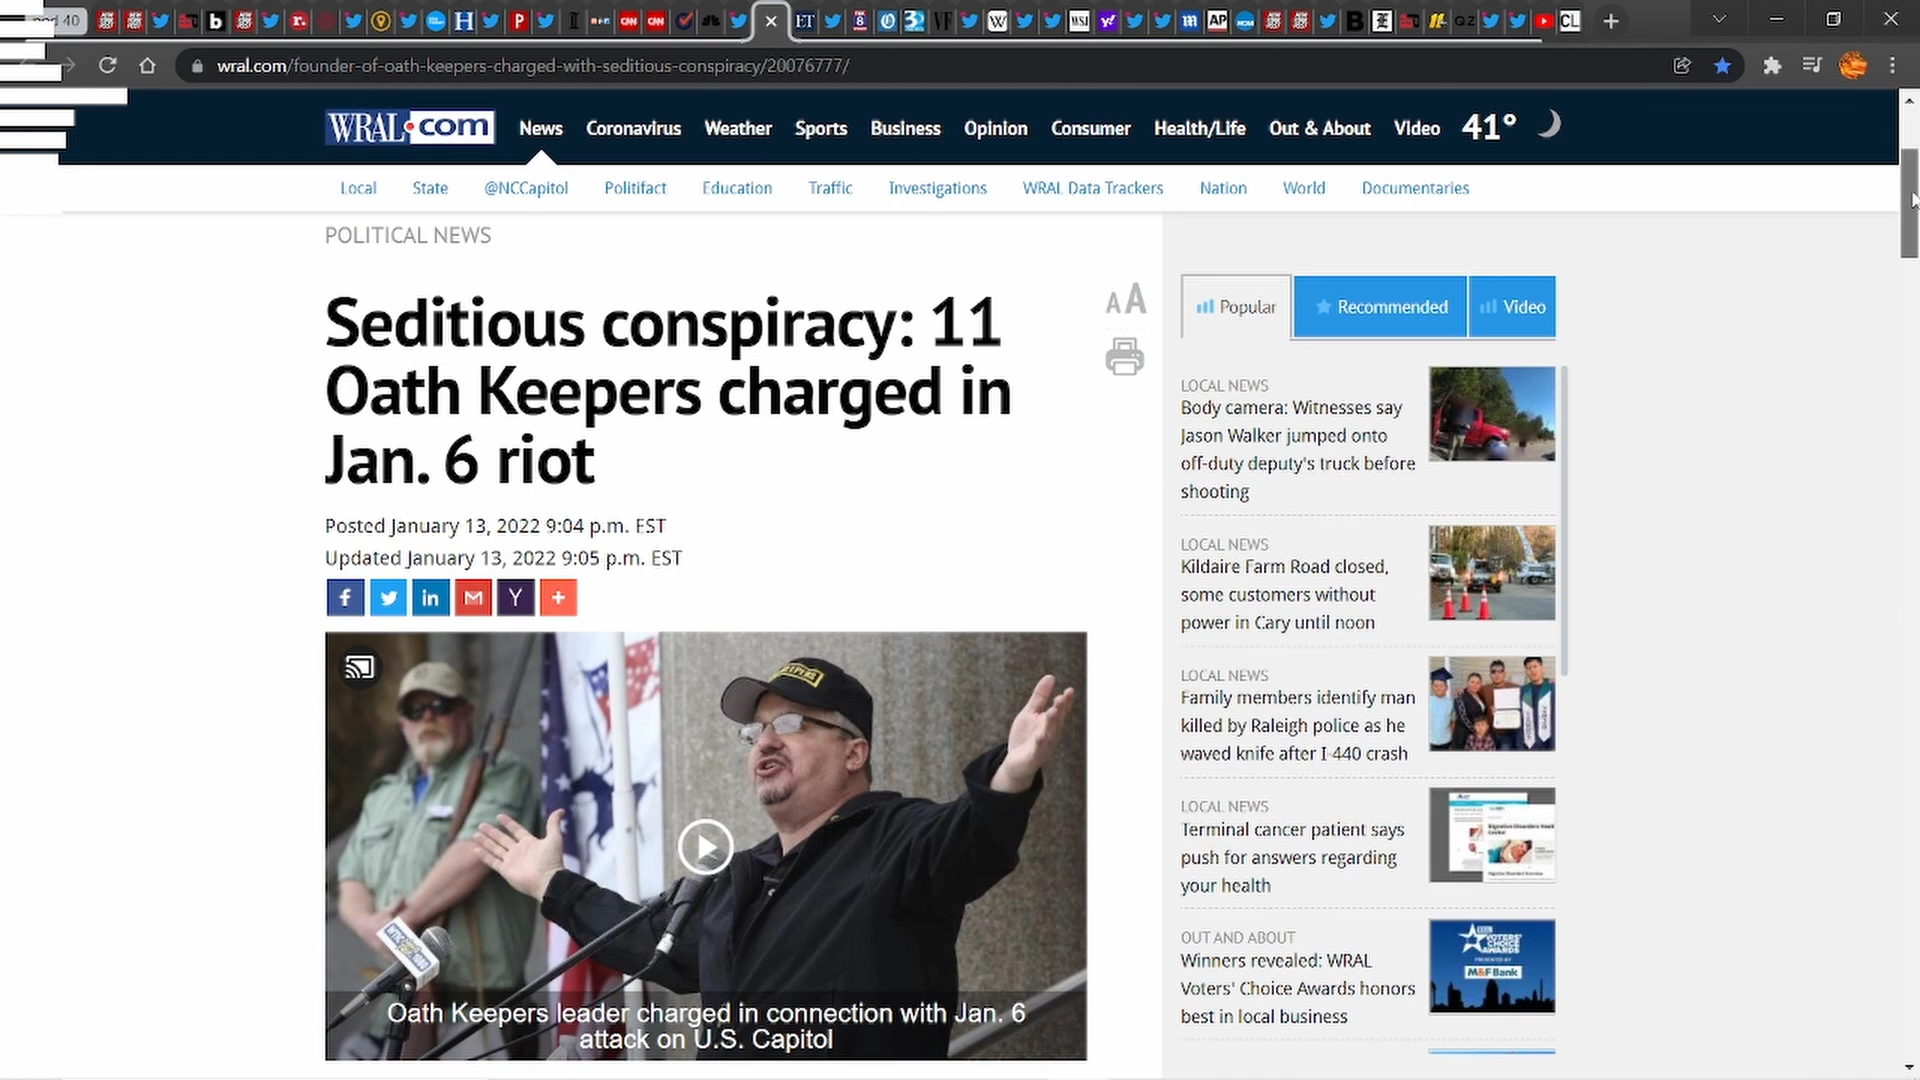 wral.com/founder-of-oath-keepers-charged-with-seditious-conspiracy/20076777/
WRAL.com
News Coronavirus Weather Sports Business Opinion Consumer Health/Life Out & About Video 41°
Local State @NCCapitol Politifact Education Traffic Investigations WRAL Data Trackers Nation World Documentaries
POLITICAL NEWS
Seditious conspiracy: 11
Oath Keepers charged in
Jan. 6 riot
AA
Posted January 13, 2022 9:04 p.m. EST
Updated January 13, 2022 9:05 p.m. EST
Oath Keepers leader charged in connection with Jan. 6
attack on U.S. Capitol
Popular Recommended Video
LOCAL NEWS
Body camera: Witnesses say
Jason Walker jumped onto
off-duty deputy's truck before
shooting
LOCAL NEWS
Kildaire Farm Road closed,
some customers without
power in Cary until noon
LOCAL NEWS
Family members identify man
killed by Raleigh police as he
waved knife after I-440 crash
LOCAL NEWS
Terminal cancer patient says
push for answers regarding
your health
OUT AND ABOUT
Winners revealed: WRAL
Voters' Choice Awards honors
best in local business
VOTERS'
CHOICE
AWARDS
M&F Bank